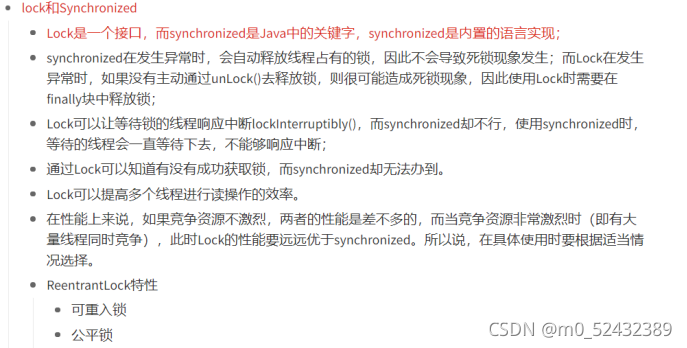 lock和Synchronized
Lock是一个接口，而synchronized是Java中的关键字，synchronized是内置的语言实现；
synchronized在发生异常时，会自动释放线程占有的锁，因此不会导致死锁现象发生；而Lock在发生
异常时，如果没有主动通过unLock()去释放锁，则很可能造成死锁现象，因此使用Lock时需要在
finally块中释放锁；
Lock可以让等待锁的线程响应中断lockInterruptibly()，而synchronized却不行，使用synchronized时，
等待的线程会一直等待下去，不能够响应中断；
通过Lock可以知道有没有成功获取锁，而synchronized却无法办到。
Lock可以提高多个线程进行读操作的效率。
在性能上来说，如果竞争资源不激烈，两者的性能是差不多的，而当竞争资源非常激烈时（即有大
量线程同时竞争），此时Lock的性能要远远优于synchronized。所以说，在具体使用时要根据适当情
况选择。
ReentrantLock特性
可重入锁
公平锁
CSDN @m0_52432389